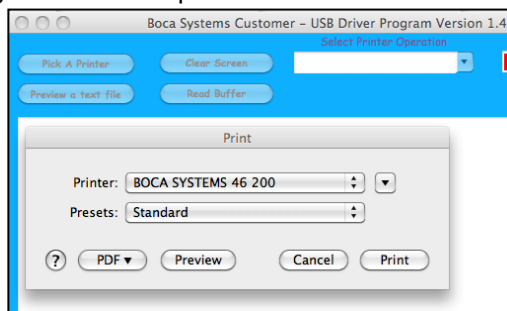 Boca Systems Customer – USB Driver Program Version 1.4
Select Printer Operation
Pick A Printer
Clear Screen
Preview a text file
Read Buffer
Print
Printer: BOCA SYSTEMS 46 200
Presets: Standard
? PDF▼ Preview Cancel Print